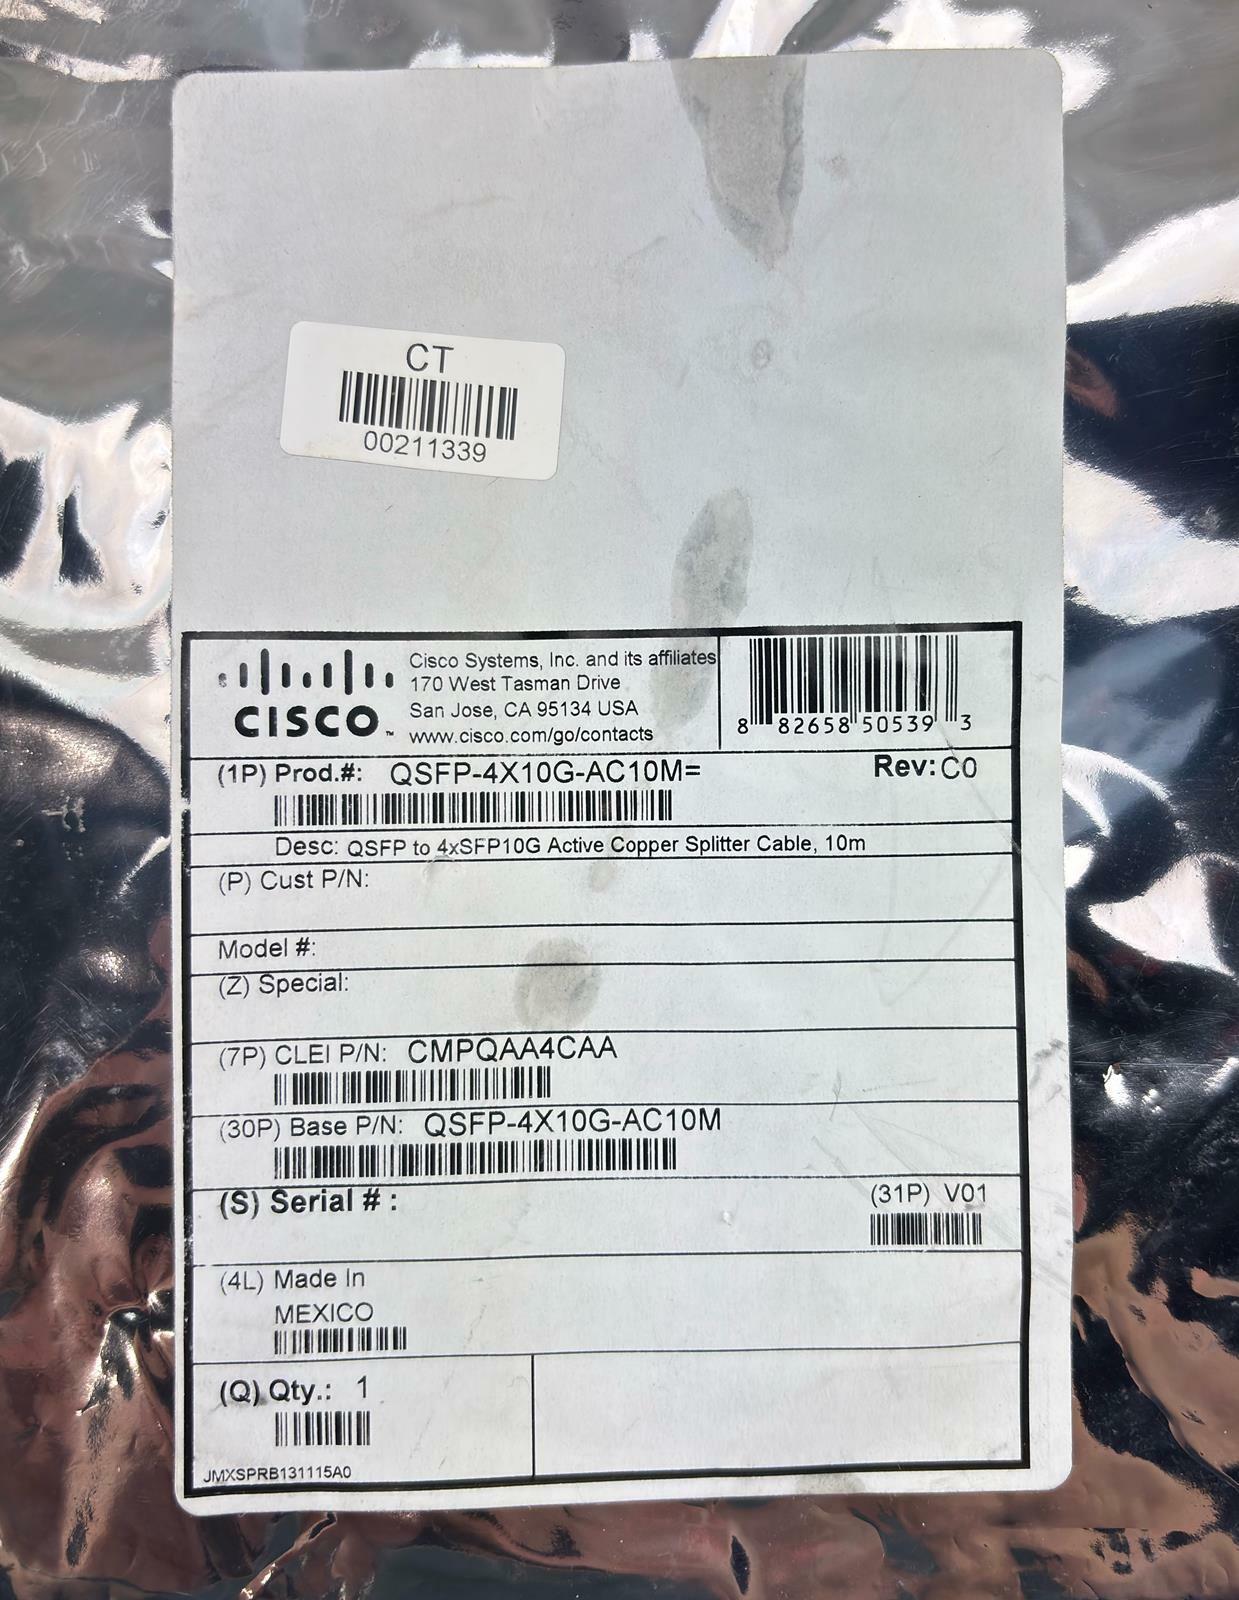 CT
00211339
CISCO™
Cisco Systems, Inc. and its affiliates
170 West Tasman Drive
San Jose, CA 95134 USA
www.cisco.com/go/contacts
8 82658 50539 3
(1P) Prod.#: QSFP-4X10G-AC10M= Rev: C0
Desc: QSFP to 4xSFP10G Active Copper Splitter Cable, 10m
(P) Cust P/N:
Model #:
(Z) Special:
(7P) CLEI P/N: CMPQAA4CAA
(30P) Base P/N: QSFP-4X10G-AC10M
(S) Serial # :
(31P) V01
(4L) Made In
MEXICO
(Q) Qty.: 1
JMXSPRB131115A0